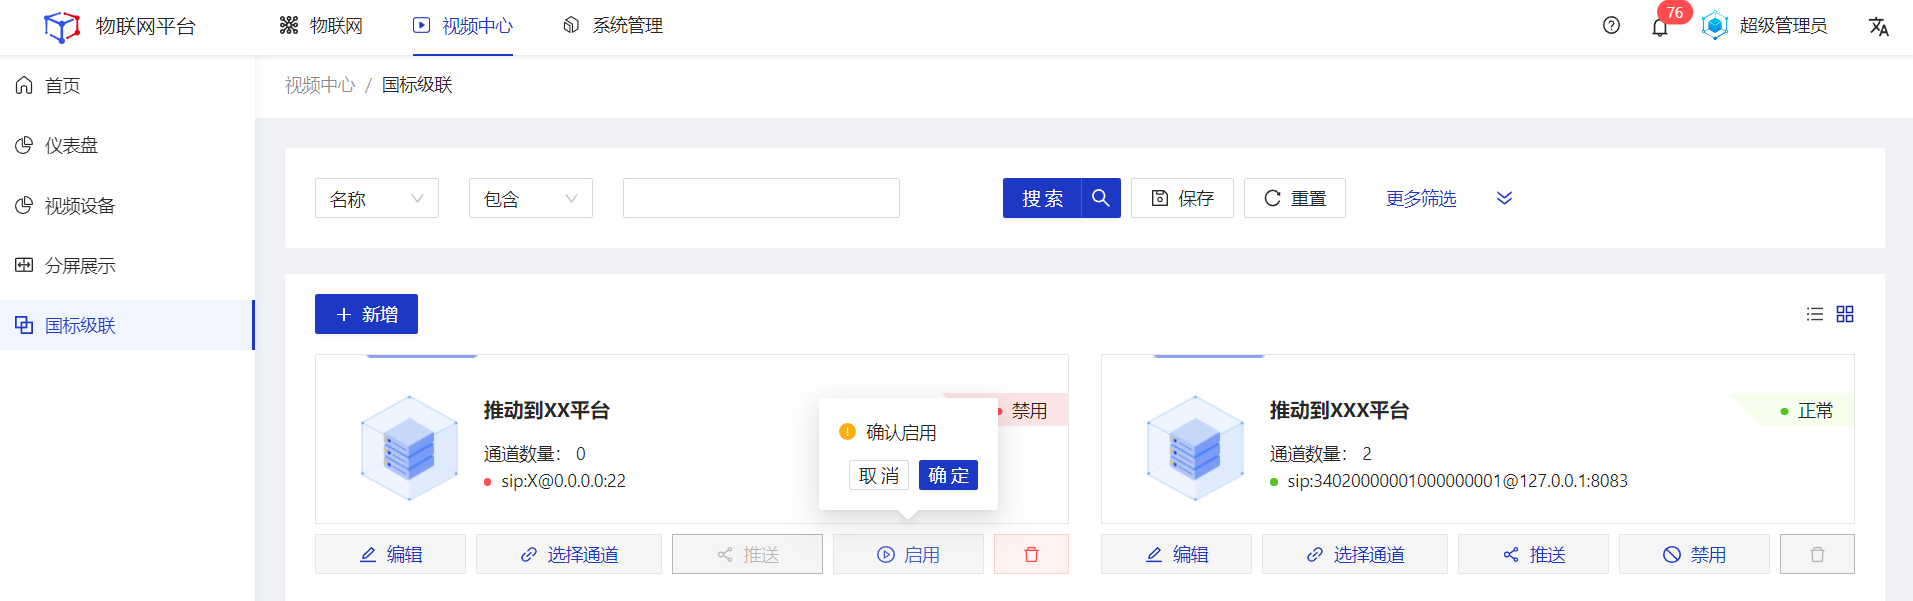 物联网平台
物联网
视频中心
系统管理
76
超级管理员
首页
仪表盘
视频设备
分屏展示
国标级联
视频中心 / 国标级联
名称
包含
搜索
保存
重置
更多筛选
新增
推动到XX平台
禁用
通道数量： 0
sip:X@0.0.0.0:22
确认启用
取消
确定
编辑
选择通道
推送
启用
推动到XXX平台
正常
通道数量： 2
sip:34020000001000000001@127.0.0.1:8083
编辑
选择通道
推送
禁用